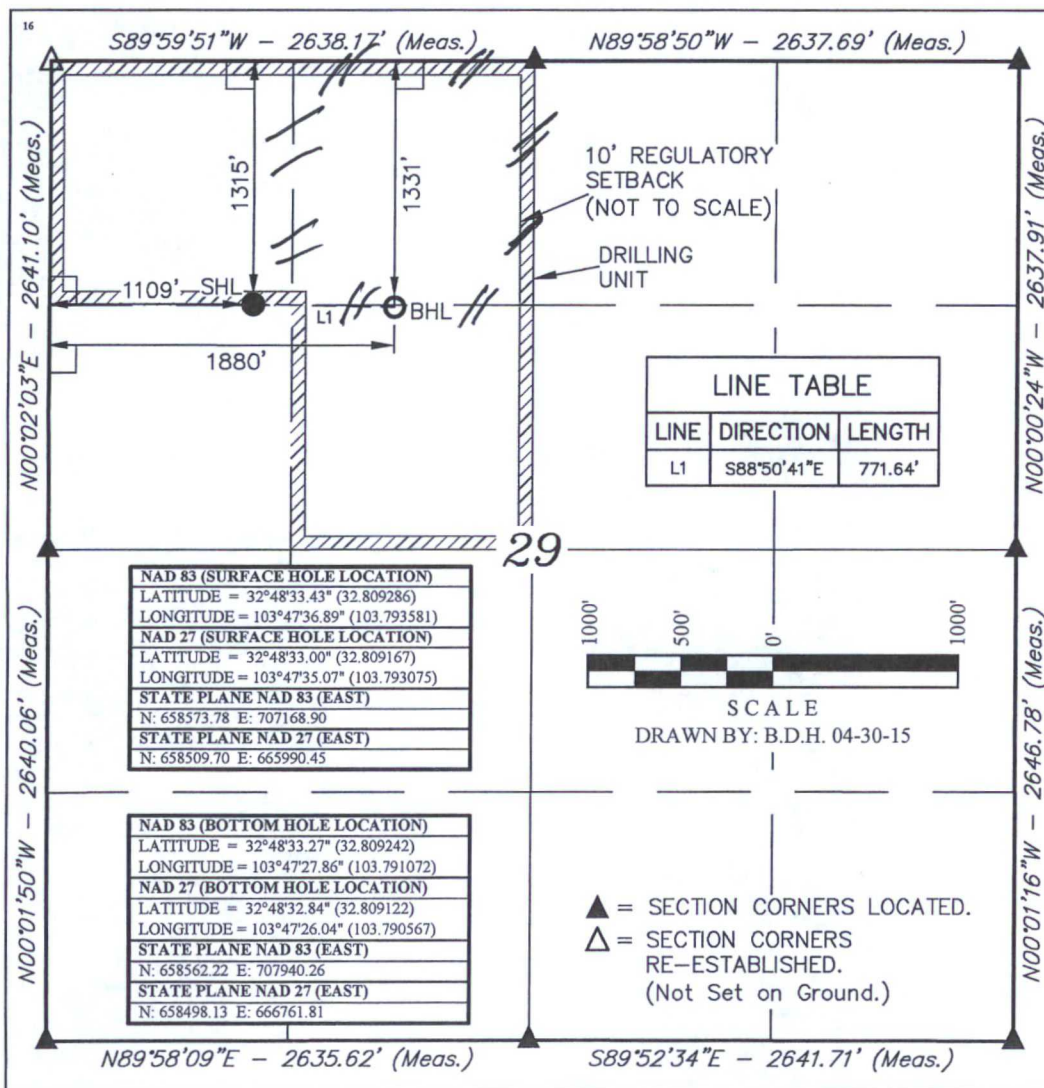 16
S89°59'51"W - 2638.17' (Meas.)
N89°58'50"W - 2637.69' (Meas.)
N00°02'03"E - 2641.10' (Meas.)
1315'
1331'
10' REGULATORY
SETBACK
(NOT TO SCALE)
DRILLING
UNIT
N00°00'24"W - 2637.91' (Meas.)
1109'
SHL
L1
BHL
1880'
LINE TABLE
LINE DIRECTION LENGTH
L1 S88°50'41"E 771.64'
29
NAD 83 (SURFACE HOLE LOCATION)
LATITUDE = 32°48'33.43" (32.809286)
LONGITUDE = 103°47'36.89" (103.793581)
NAD 27 (SURFACE HOLE LOCATION)
LATITUDE = 32°48'33.00" (32.809167)
LONGITUDE = 103°47'35.07" (103.793075)
STATE PLANE NAD 83 (EAST)
N: 658573.78 E: 707168.90
STATE PLANE NAD 27 (EAST)
N: 658509.70 E: 665990.45
1000'
500'
0'
1000'
SCALE
DRAWN BY: B.D.H. 04-30-15
N00°01'50"W - 2640.06' (Meas.)
N00°01'16"W - 2646.78' (Meas.)
NAD 83 (BOTTOM HOLE LOCATION)
LATITUDE = 32°48'33.27" (32.809242)
LONGITUDE = 103°47'27.86" (103.791072)
NAD 27 (BOTTOM HOLE LOCATION)
LATITUDE = 32°48'32.84" (32.809122)
LONGITUDE = 103°47'26.04" (103.790567)
STATE PLANE NAD 83 (EAST)
N: 658562.22 E: 707940.26
STATE PLANE NAD 27 (EAST)
N: 658498.13 E: 666761.81
▲ = SECTION CORNERS LOCATED.
△ = SECTION CORNERS
RE-ESTABLISHED.
(Not Set on Ground.)
N89°58'09"E - 2635.62' (Meas.)
S89°52'34"E - 2641.71' (Meas.)